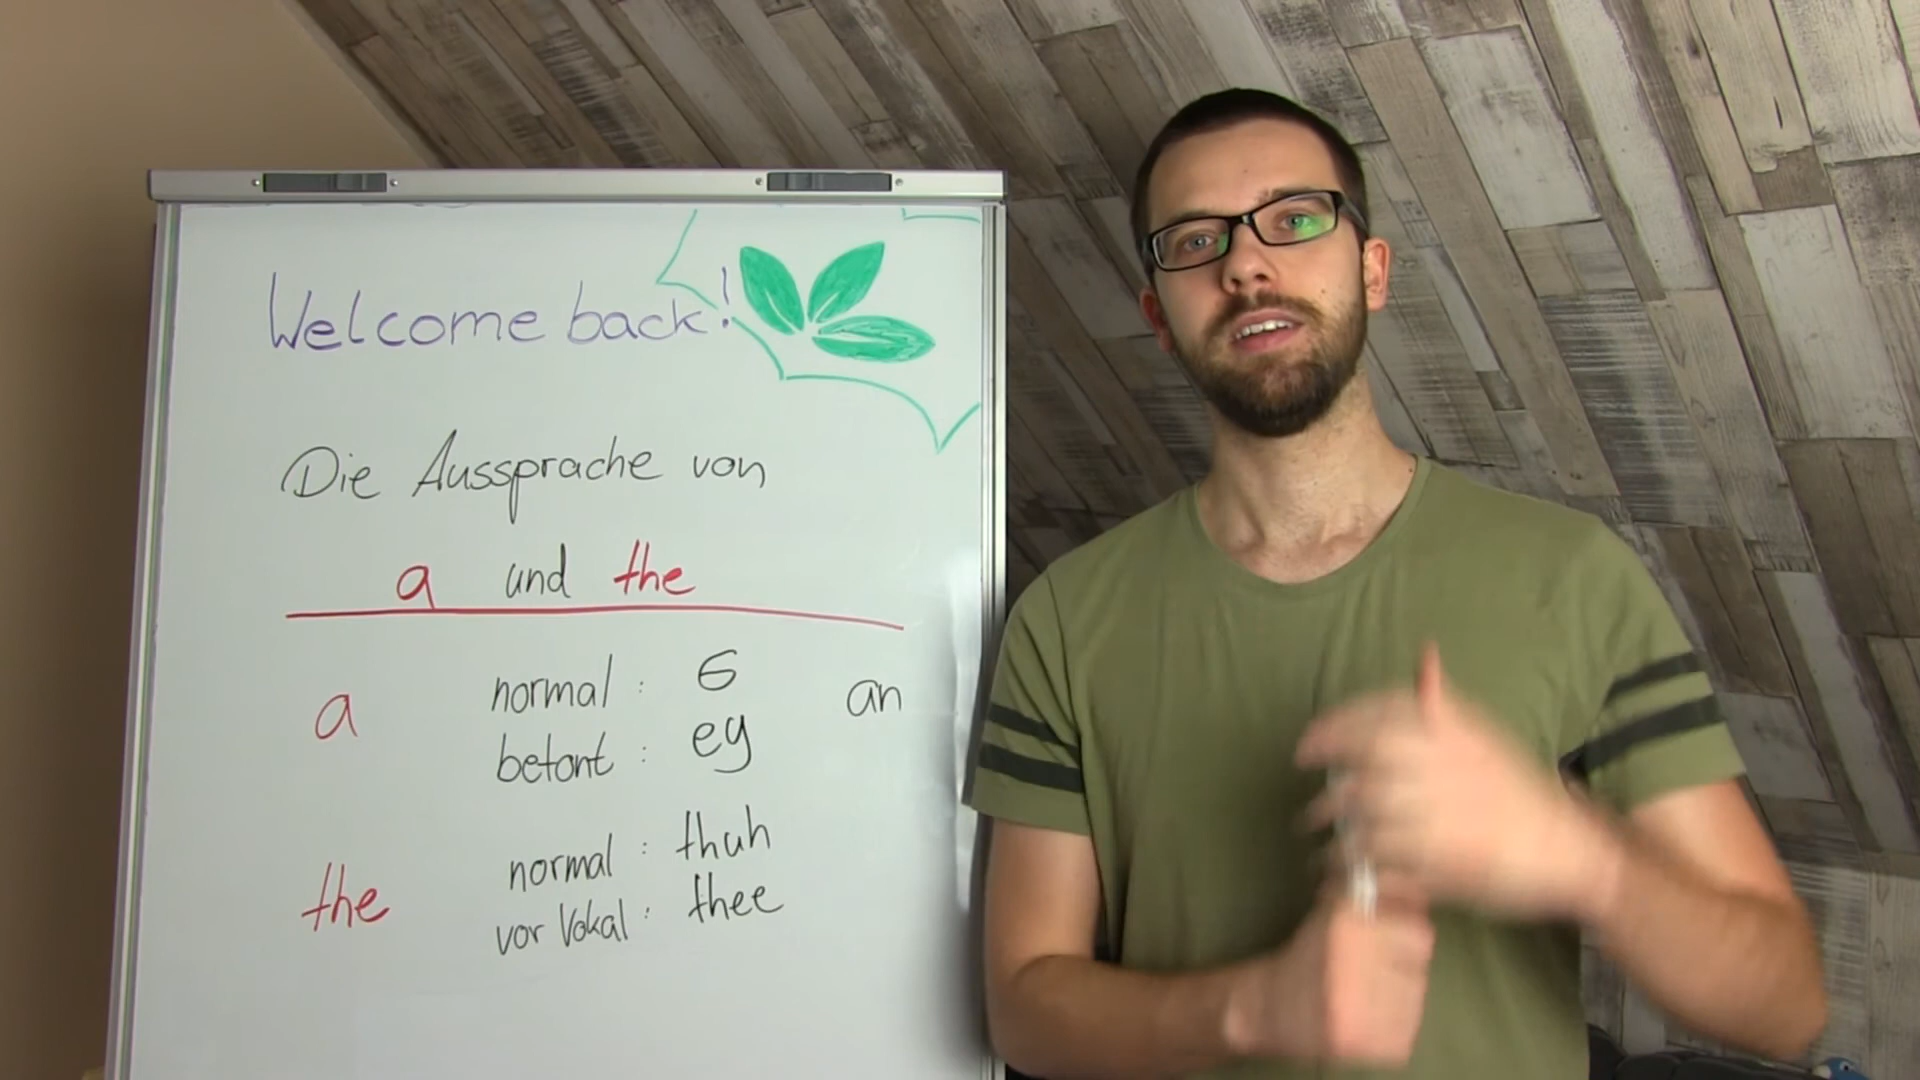 Welcome back!
Die Aussprache von
a und the
a normal : an
betont : ey
the normal : thuh
vor Vokal : thee